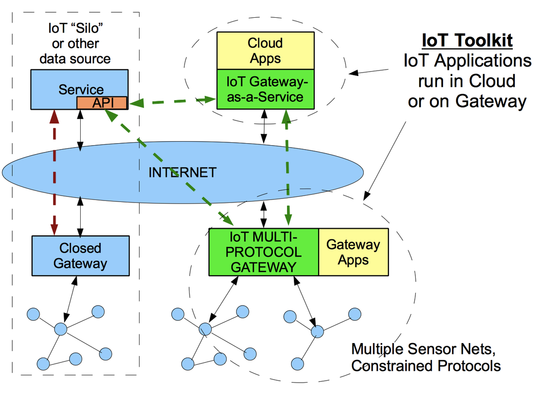 IoT “Silo”
or other
data source
Service
API
Cloud
Apps
IoT Gateway-
as-a-Service
IoT Toolkit
IoT Applications
run in Cloud
or on Gateway
INTERNET
Closed
Gateway
IoT MULTI-
PROTOCOL
GATEWAY
Gateway
Apps
Multiple Sensor Nets,
Constrained Protocols